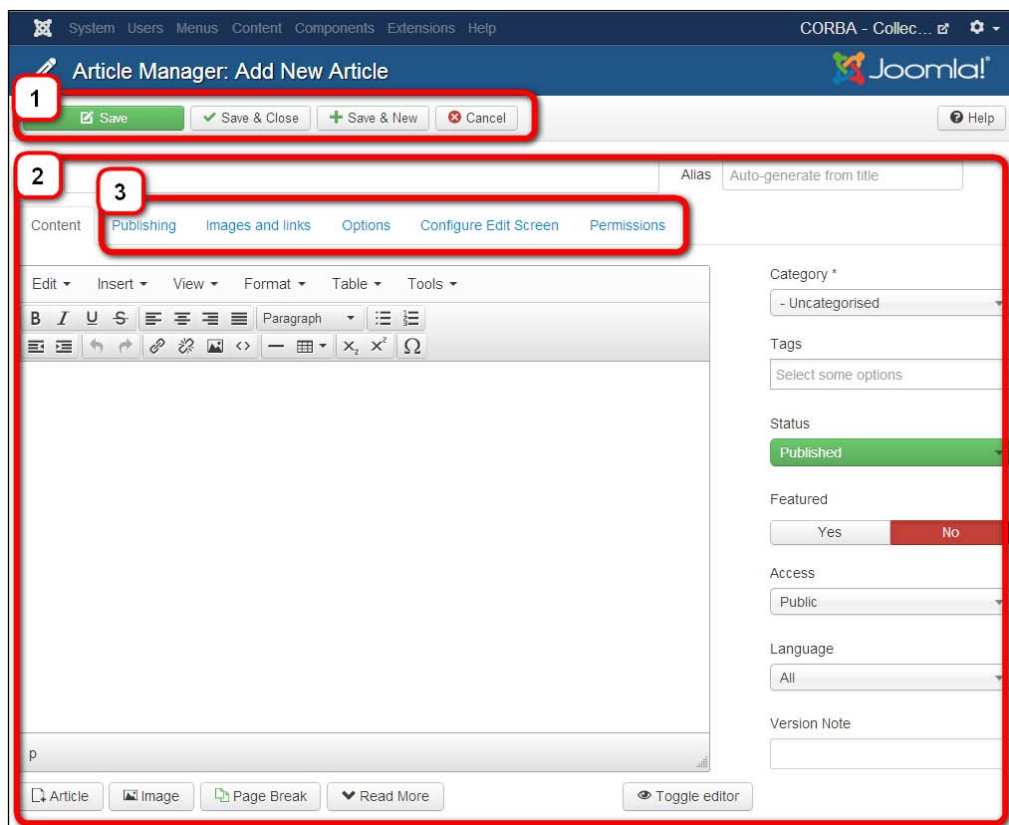 System Users Menus Content Components Extensions Help CORBA - Collec...
Article Manager: Add New Article Joomla!
1
Save Save & Close Save & New Cancel Help
2
Alias Auto-generate from title
3
Content Publishing Images and links Options Configure Edit Screen Permissions
Edit Insert View Format Table Tools
Category *
- Uncategorised
B I U S Paragraph
X₂ X² Ω
Tags
Select some options
Status
Published
Featured
Yes No
Access
Public
Language
All
Version Note
p
Article Image Page Break Read More Toggle editor